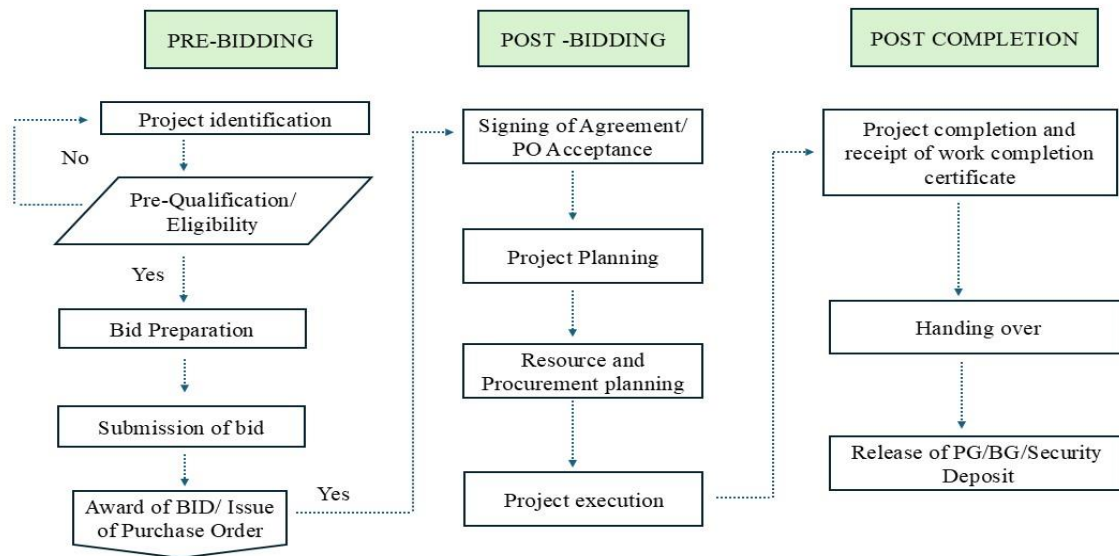 PRE-BIDDING
Project identification
No
Pre-Qualification/
Eligibility
Yes
Bid Preparation
Submission of bid
Award of BID/ Issue
of Purchase Order
Yes
POST -BIDDING
Signing of Agreement/
PO Acceptance
Project Planning
Resource and
Procurement planning
Project execution
POST COMPLETION
Project completion and
receipt of work completion
certificate
Handing over
Release of PG/BG/Security
Deposit